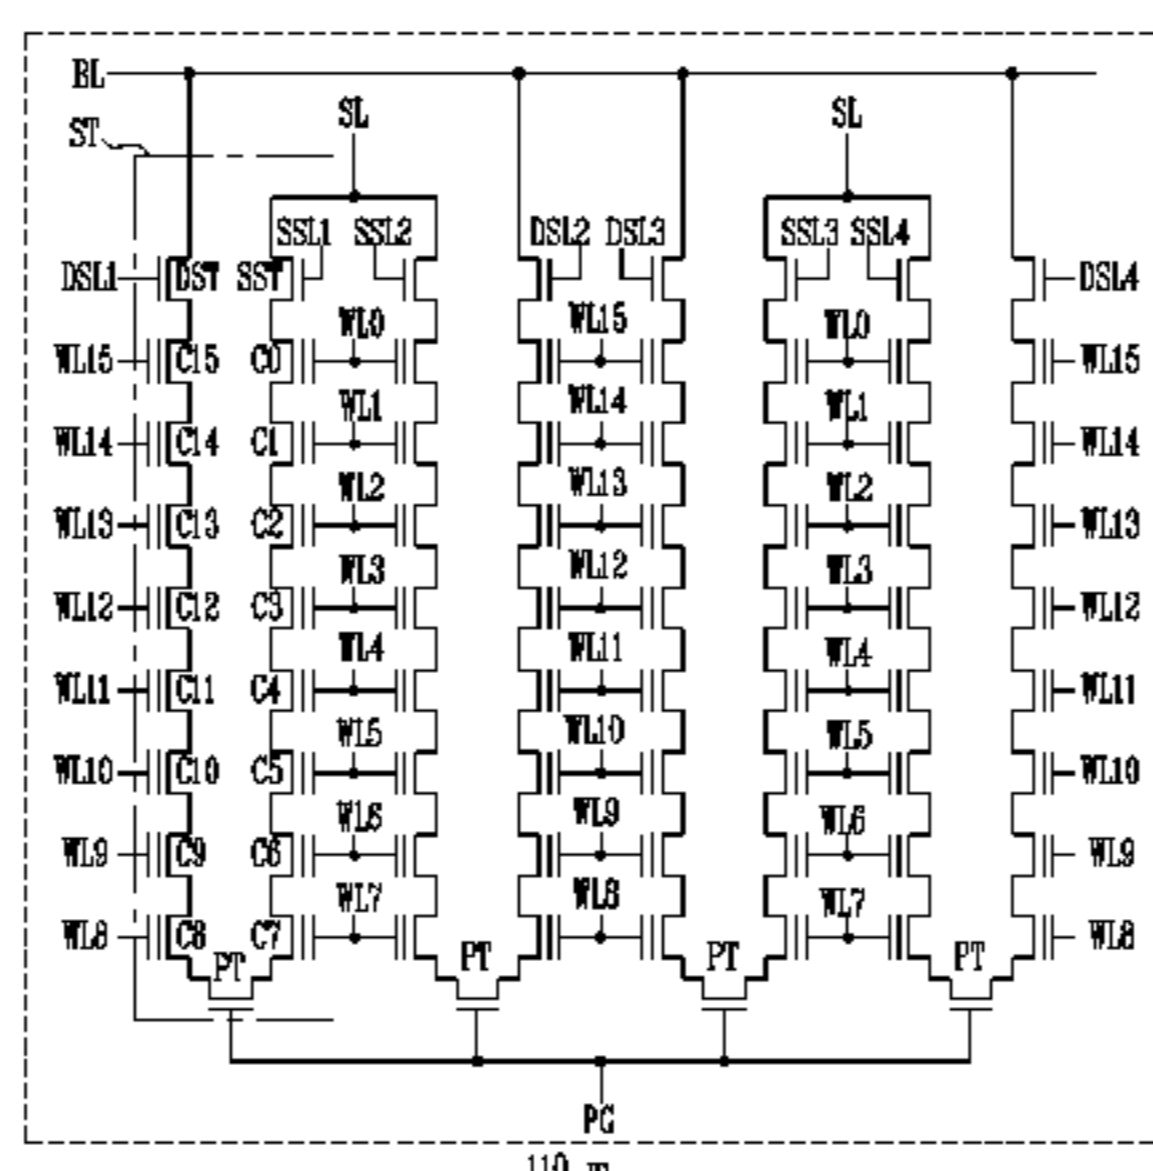 BL
ST
SL SL
SSL1 SSL2 DSL2 DSL3 SSL3 SSL4
DSL1 DST SST DSL4
WL0 WL15 WL0
WL15 C15 C0 WL15
WL1 WL14 WL1
WL14 C14 C1 WL14
WL2 WL13 WL2
WL13 C13 C2 WL13
WL3 WL12 WL3
WL12 C12 C3 WL12
WL4 WL11 WL4
WL11 C11 C4 WL11
WL5 WL10 WL5
WL10 C10 C5 WL10
WL6 WL9 WL6
WL9 C9 C6 WL9
WL7 WL8 WL7
WL8 C8 C7 WL8
PT PT PT PT
PG
110